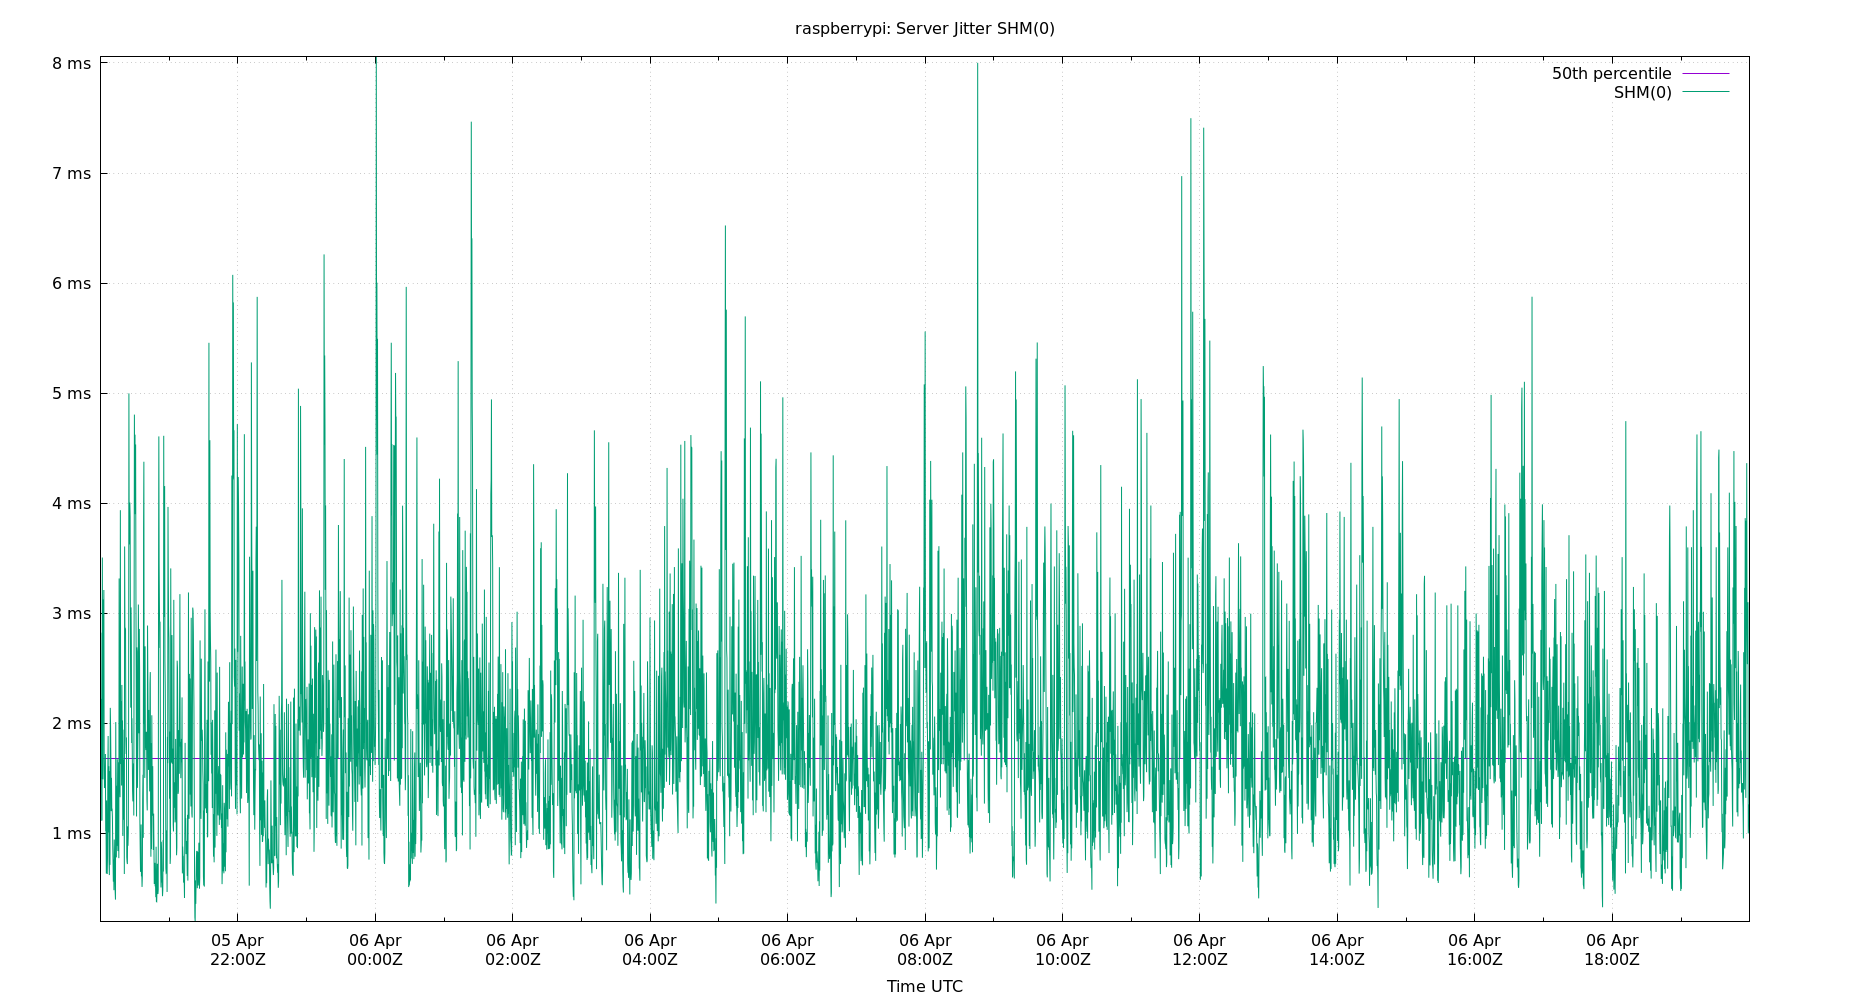 raspberrypi: Server Jitter SHM(0)
8 ms
7 ms
6 ms
5 ms
4 ms
3 ms
2 ms
1 ms
50th percentile
SHM(0)
05 Apr 06 Apr 06 Apr 06 Apr 06 Apr 06 Apr 06 Apr 06 Apr 06 Apr 06 Apr 06 Apr
22:00Z 00:00Z 02:00Z 04:00Z 06:00Z 08:00Z 10:00Z 12:00Z 14:00Z 16:00Z 18:00Z
Time UTC